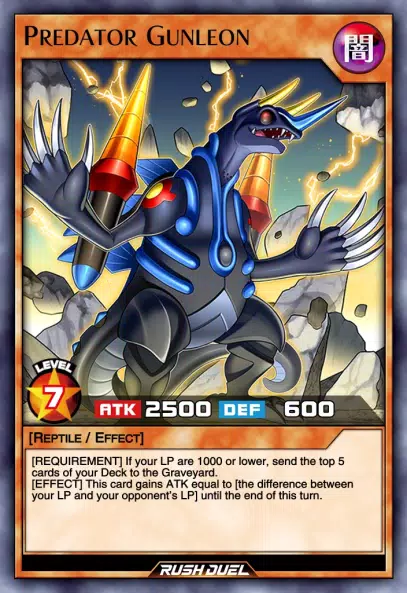 PREDATOR GUNLEON
闇
LEVEL
7
ATK 2500 DEF 600
[REPTILE / EFFECT]
[REQUIREMENT] If your LP are 1000 or lower, send the top 5
cards of your Deck to the Graveyard.
[EFFECT] This card gains ATK equal to [the difference between
your LP and your opponent's LP] until the end of this turn.
RUSH DUEL